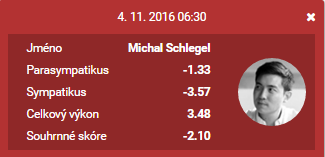 4. 11. 2016 06:30 ×
Jméno Michal Schlegel
Parasympatikus -1.33
Sympatikus -3.57
Celkový výkon 3.48
Souhrnné skóre -2.10